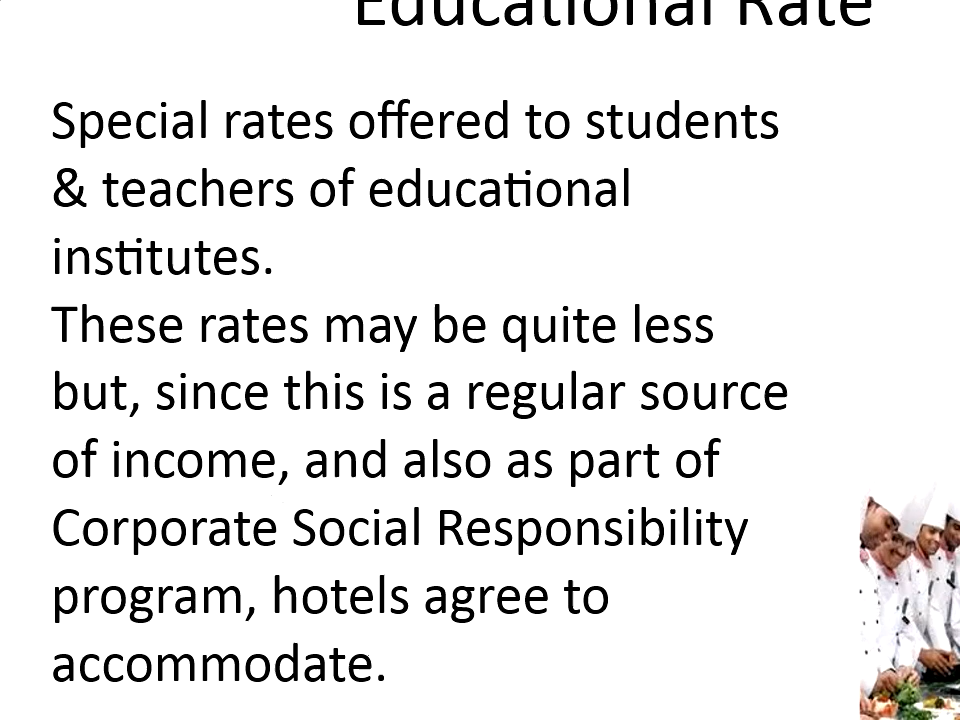 Educational Rate
Special rates offered to students
& teachers of educational
institutes.
These rates may be quite less
but, since this is a regular source
of income, and also as part of
Corporate Social Responsibility
program, hotels agree to
accommodate.